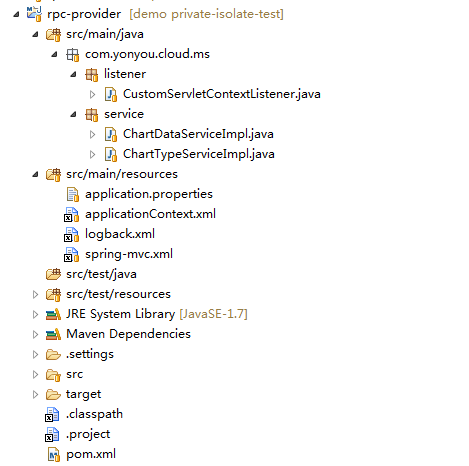 rpc-provider [demo private-isolate-test]
src/main/java
com.yonyou.cloud.ms
listener
CustomServletContextListener.java
service
ChartDataServiceImpl.java
ChartTypeServiceImpl.java
src/main/resources
application.properties
applicationContext.xml
logback.xml
spring-mvc.xml
src/test/java
src/test/resources
JRE System Library [JavaSE-1.7]
Maven Dependencies
.settings
src
target
.classpath
.project
pom.xml